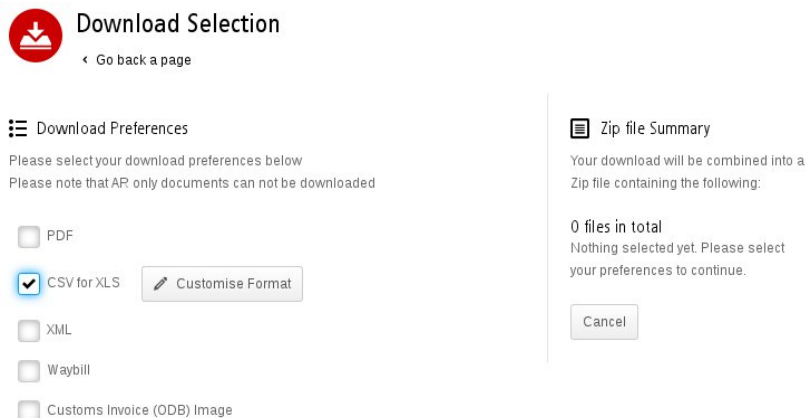 Download Selection
‹ Go back a page
Download Preferences
Please select your download preferences below
Please note that AR only documents can not be downloaded
PDF
CSV for XLS
Customise Format
XML
Waybill
Customs Invoice (ODB) Image
Zip file Summary
Your download will be combined into a
Zip file containing the following:
0 files in total
Nothing selected yet. Please select
your preferences to continue.
Cancel